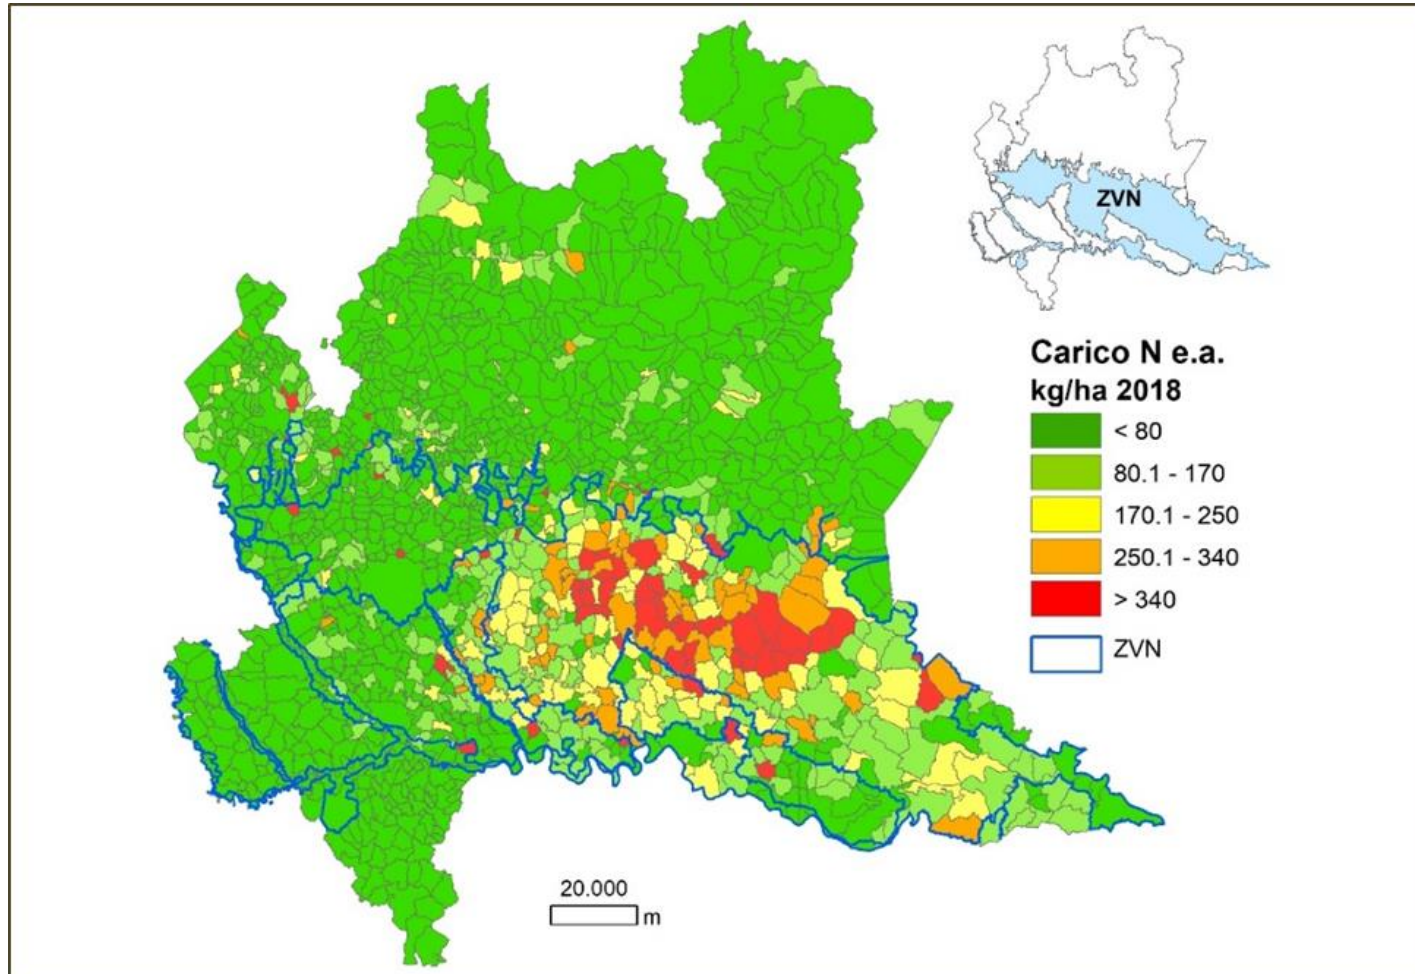 ZVN
Carico N e.a.
kg/ha 2018
< 80
80.1 - 170
170.1 - 250
250.1 - 340
> 340
ZVN
20.000
m